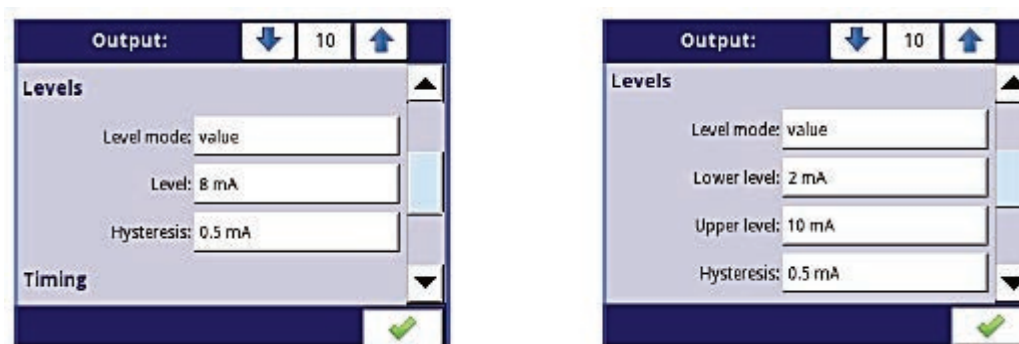 Output: 10
Levels
Level mode: value
Level: 8 mA
Hysteresis: 0.5 mA
Timing
Output: 10
Levels
Level mode: value
Lower level: 2 mA
Upper level: 10 mA
Hysteresis: 0.5 mA